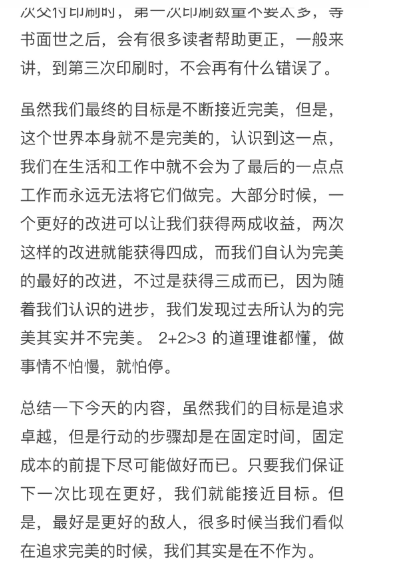 次交付印刷时，第一次印刷数量不要太多，等
书面世之后，会有很多读者帮助更正，一般来
讲，到第三次印刷时，不会再有什么错误了。
虽然我们最终的目标是不断接近完美，但是，
这个世界本身就不是完美的，认识到这一点，
我们在生活和工作中就不会为了最后的一点点
工作而永远无法将它们做完。大部分时候，一
个更好的改进可以让我们获得两成收益，两次
这样的改进就能获得四成，而我们自认为完美
的最好的改进，不过是获得三成而已，因为随
着我们认识的进步，我们发现过去所认为的完
美其实并不完美。 2+2>3 的道理谁都懂，做
事情不怕慢，就怕停。
总结一下今天的内容，虽然我们的目标是追求
卓越，但是行动的步骤却是在固定时间，固定
成本的前提下尽可能做好而已。只要我们保证
下一次比现在更好，我们就能接近目标。但
是，最好是更好的敌人，很多时候当我们看似
在追求完美的时候，我们其实是在不作为。